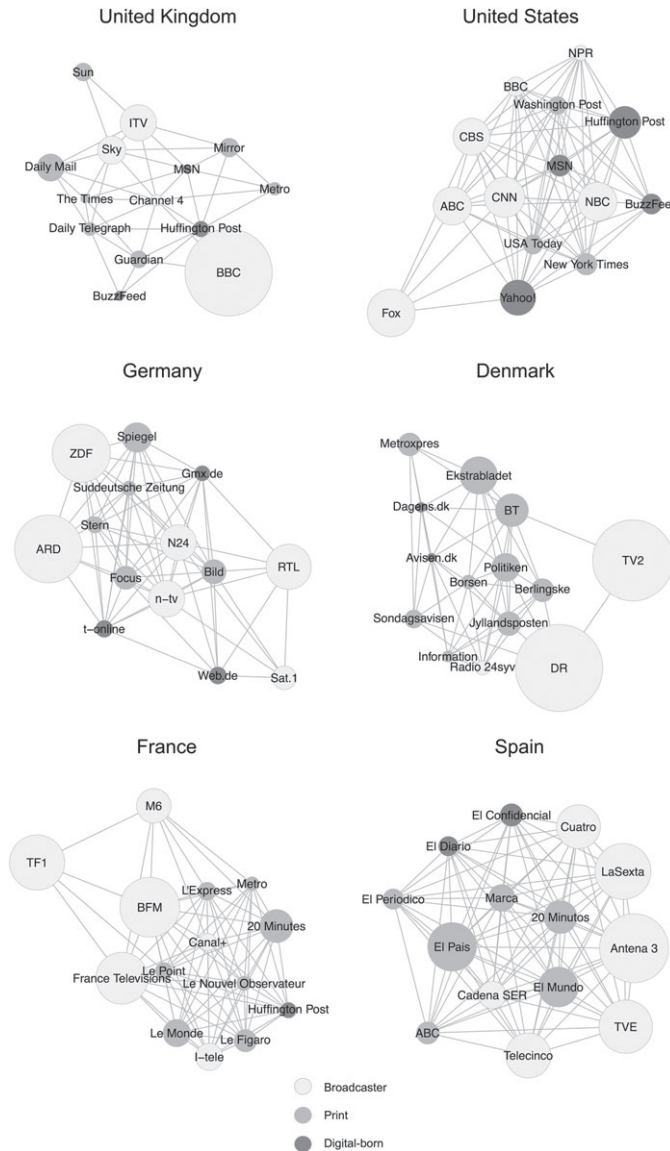 United Kingdom
Sun
ITV
Sky
Daily Mail
MSN
Mirror
Metro
The Times
Channel 4
Daily Telegraph
Huffington Post
Guardian
BBC
BuzzFeed
United States
NPR
BBC
Washington Post
Huffington Post
CBS
MSN
CNN
ABC
NBC
BuzzFeed
USA Today
New York Times
Yahoo!
Fox
Germany
Spiegel
ZDF
Gmx.de
Suddeutsche Zeitung
Stern
N24
ARD
RTL
Focus
Bild
n-tv
t-online
Web.de
Sat.1
Denmark
Metroxpres
Ekstrabladet
Dagens.dk
BT
TV2
Avisen.dk
Politiken
Borsen
Berlingske
Sondagsavisen
Jyllandsposten
Information
Radio 24syv
DR
France
M6
TF1
L'Express
Metro
BFM
20 Minutes
Canal+
Le Point
France Televisions
Le Nouvel Observateur
Huffington Post
Le Monde
Le Figaro
I-tele
Spain
El Confidencial
Cuatro
El Diario
LaSexta
El Periodico
Marca
20 Minutos
El Pais
Antena 3
El Mundo
Cadena SER
ABC
TVE
Telecinco
Broadcaster
Print
Digital-born